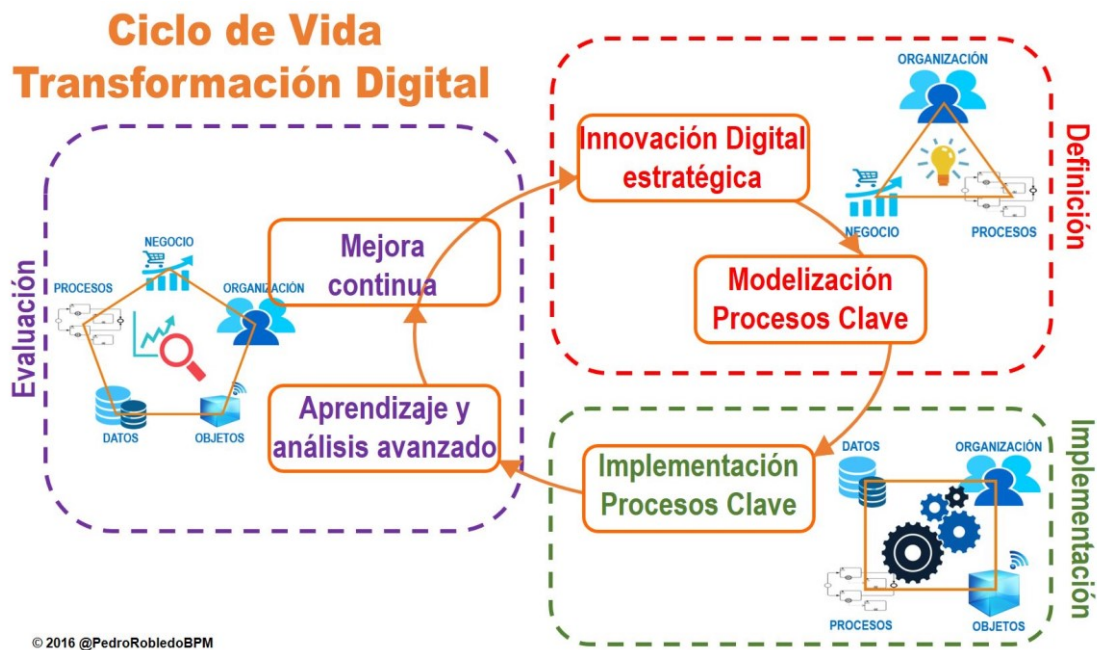 Ciclo de Vida
Transformación Digital
Evaluación
NEGOCIO
PROCESOS
ORGANIZACIÓN
DATOS
OBJETOS
Mejora
continua
Aprendizaje y
análisis avanzado
Definición
Innovación Digital
estratégica
ORGANIZACIÓN
NEGOCIO
PROCESOS
Modelización
Procesos Clave
Implementación
Implementación
Procesos Clave
DATOS
ORGANIZACIÓN
PROCESOS
OBJETOS
© 2016 @PedroRobledoBPM